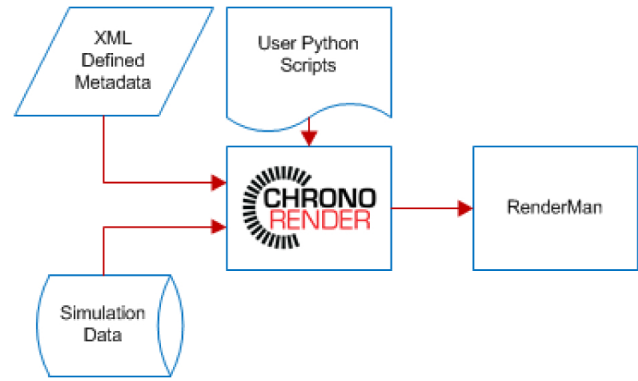 XML
Defined
Metadata
User Python
Scripts
CHRONO
RENDER
RenderMan
Simulation
Data